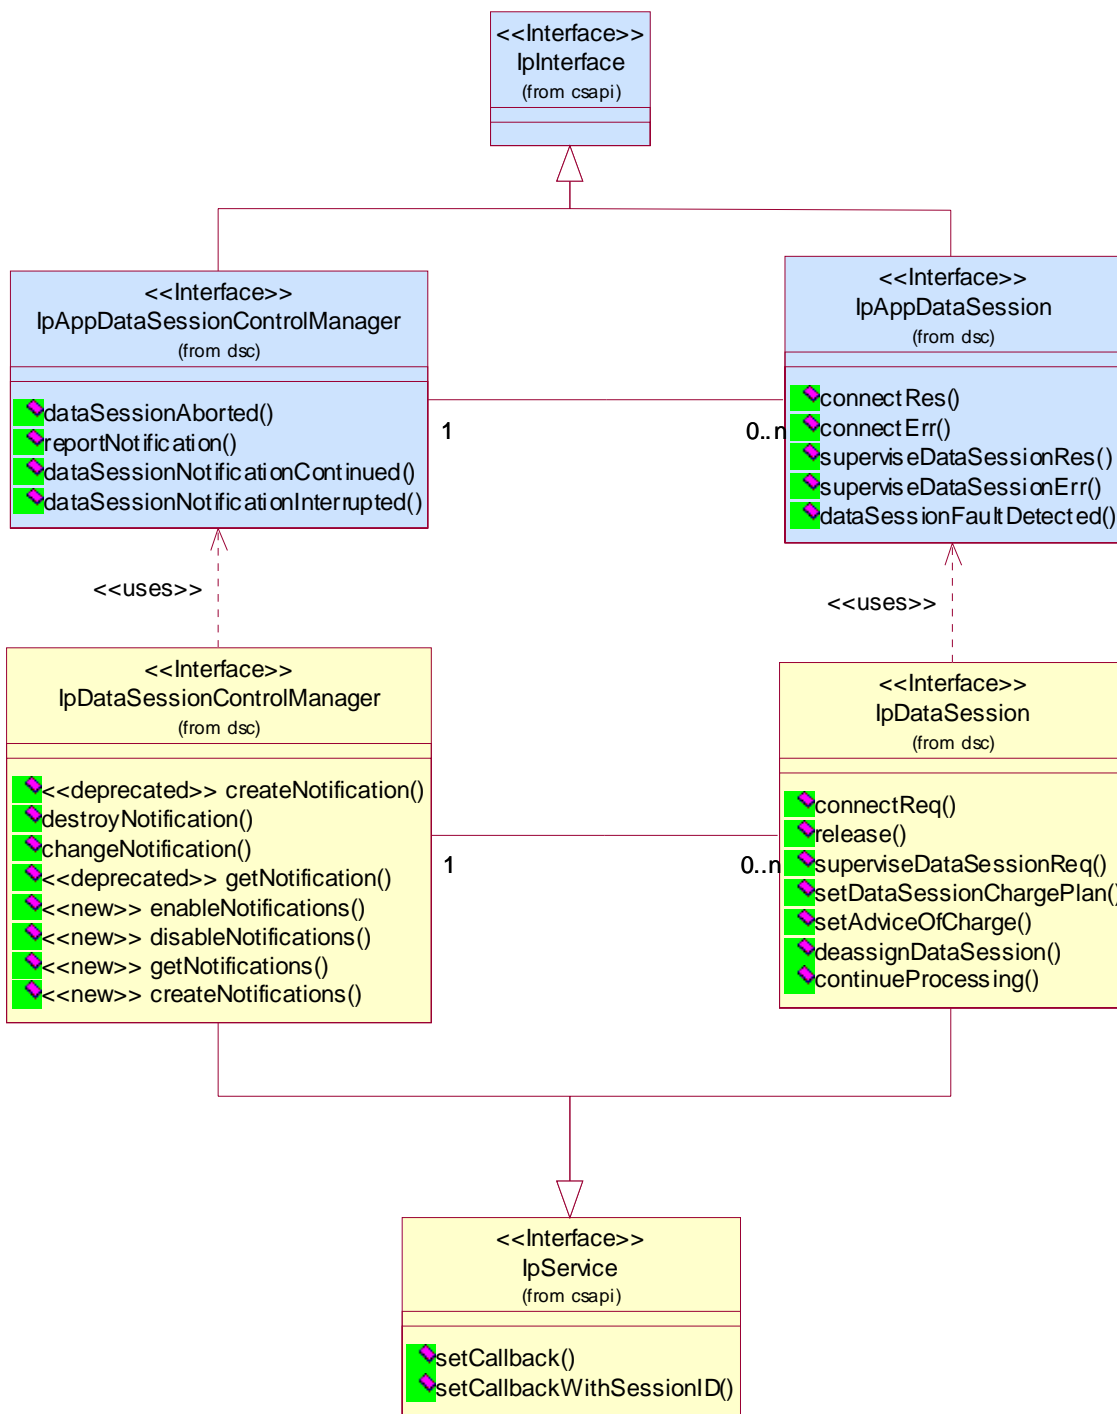 <<Interface>>
IpInterface
(from csapi)
<<Interface>>
IpAppDataSessionControlManager
(from dsc)
dataSessionAborted()
reportNotification()
dataSessionNotificationContinued()
dataSessionNotificationInterrupted()
<<Interface>>
IpAppDataSession
(from dsc)
connectRes()
connectErr()
superviseDataSessionRes()
superviseDataSessionErr()
dataSessionFaultDetected()
1
0..n
<<uses>>
<<uses>>
<<Interface>>
IpDataSessionControlManager
(from dsc)
<<deprecated>> createNotification()
destroyNotification()
changeNotification()
<<deprecated>> getNotification()
<<new>> enableNotifications()
<<new>> disableNotifications()
<<new>> getNotifications()
<<new>> createNotifications()
<<Interface>>
IpDataSession
(from dsc)
connectReq()
release()
superviseDataSessionReq()
setDataSessionChargePlan()
setAdviceOfCharge()
deassignDataSession()
continueProcessing()
1
0..n
<<Interface>>
IpService
(from csapi)
setCallback()
setCallbackWithSessionID()